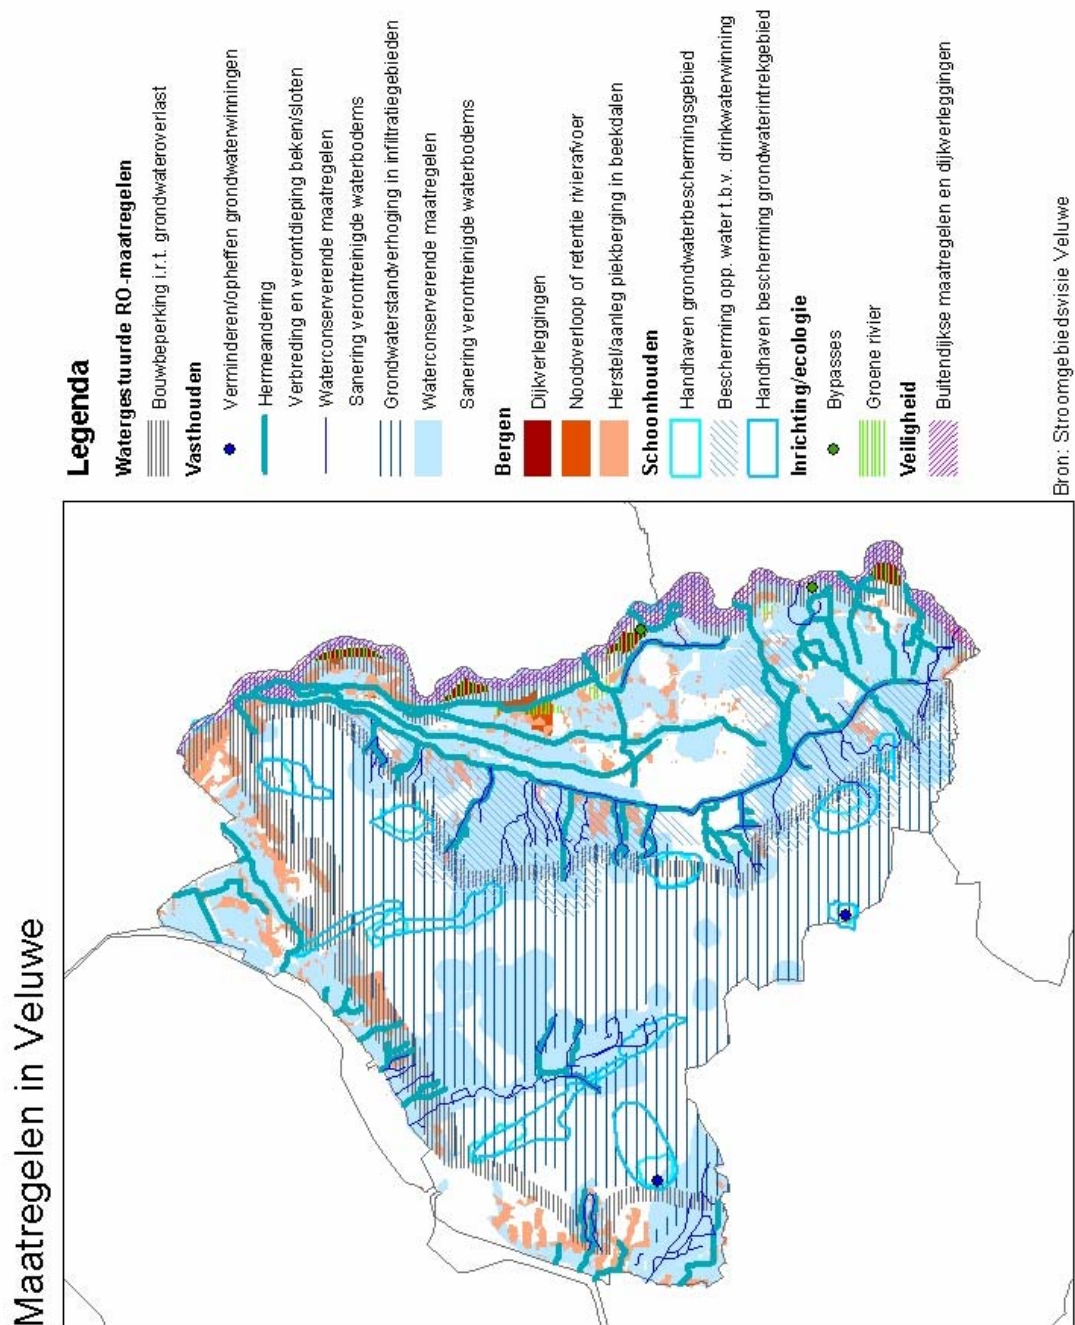 Maatregelen in Veluwe
Legenda
Watergestuurde RO-maatregelen
Bouwbeperking i.r.t. grondwateroverlast
Vasthouden
Verminderen/opheffen grondwaterwinningen
Hermeandering
Verbreding en verontdieping beken/sloten
Waterconserverende maatregelen
Sanering verontreinigde waterbodems
Grondwaterstandverhoging in infiltratiegebieden
Waterconserverende maatregelen
Sanering verontreinigde waterbodems
Bergen
Dijkverleggingen
Noodoverloop of retentie rivierafvoer
Herstel/aanleg piekberging in beekdalen
Schoonhouden
Handhaven grondwaterbeschermingsgebied
Bescherming opp. water t.b.v. drinkwaterwinning
Handhaven bescherming grondwaterintrekgebied
Inrichting/ecologie
Bypasses
Groene rivier
Veiligheid
Buitendijkse maatregelen en dijkverleggingen
Bron: Stroomgebiedsvisie Veluwe